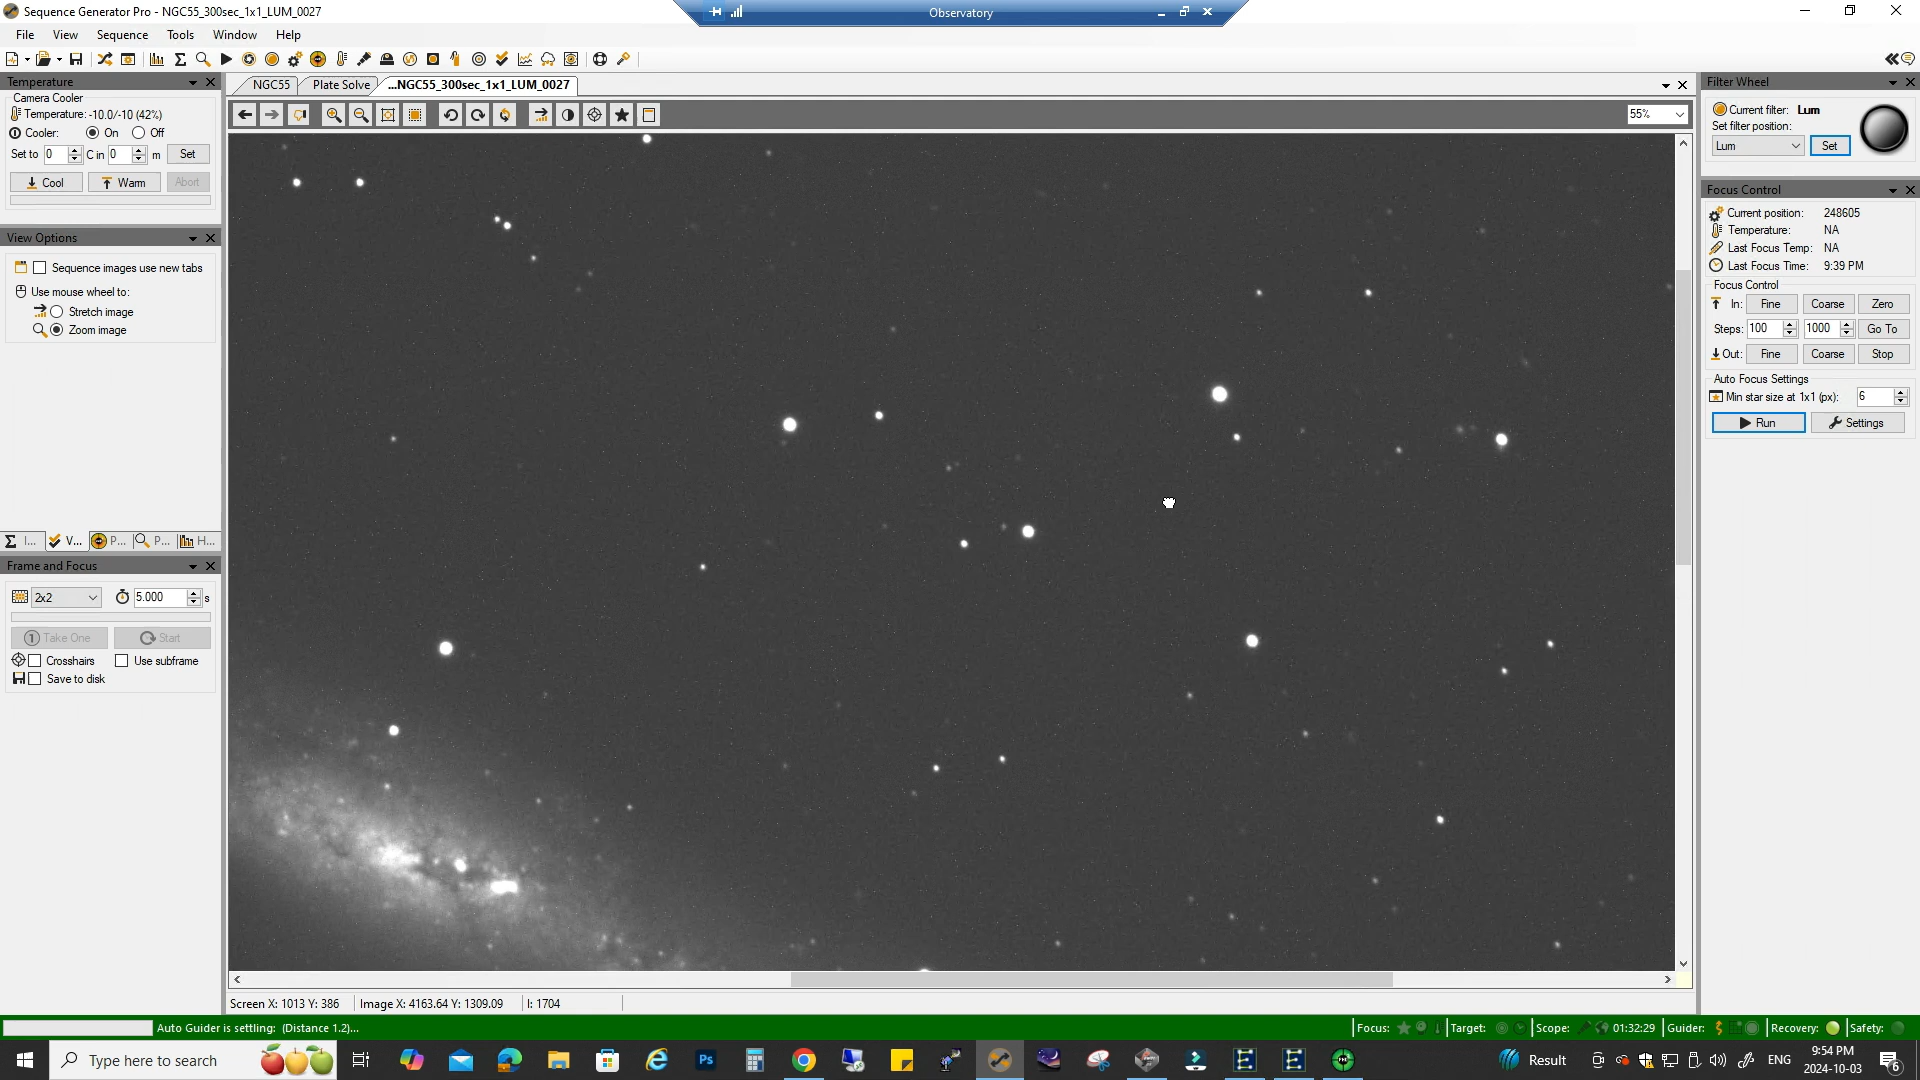 Sequence Generator Pro - NGC55_300sec_1x1_LUM_0027
Observatory
File View Sequence Tools Window Help
Temperature
Camera Cooler
Temperature: -10.0/-10 (42%)
Cooler: On Off
Set to 0 C in 0 m Set
Cool Warm Abort
View Options
Sequence images use new tabs
Use mouse wheel to:
Stretch image
Zoom image
I... V... P... P... H...
Frame and Focus
2x2 5.000 s
Take One Start
Crosshairs Use subframe
Save to disk
NGC55 Plate Solve ...NGC55_300sec_1x1_LUM_0027
55%
Screen X: 1013 Y: 386 Image X: 4163.64 Y: 1309.09 I: 1704
Filter Wheel
Current filter: Lum
Set filter position:
Lum Set
Focus Control
Current position: 248605
Temperature: NA
Last Focus Temp: NA
Last Focus Time: 9:39 PM
Focus Control
In: Fine Coarse Zero
Steps: 100 1000 Go To
Out: Fine Coarse Stop
Auto Focus Settings
Min star size at 1x1 (px): 6
Run Settings
Auto Guider is settling: (Distance 1.2)...
Focus: Target: Scope: 01:32:29 Guider: Recovery: Safety:
Type here to search
Ps
Result
ENG
9:54 PM
2024-10-03
6